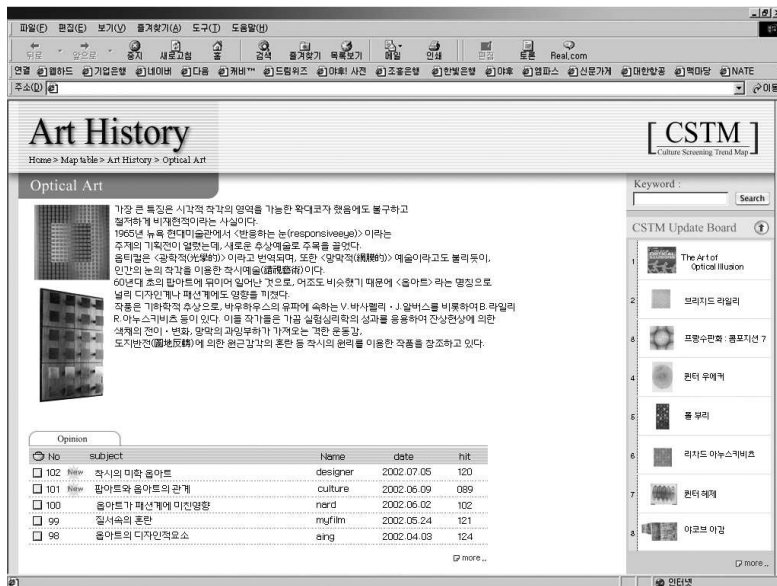 파일(F) 편집(E) 보기(V) 즐겨찾기(A) 도구(T) 도움말(H)
뒤로 앞으로 중지 새로고침 홈 검색 즐겨찾기 목록보기 메일 인쇄 편집 토론 Real.com
연결 웹하드 기업은행 네이버 다음 캐비™ 드림위즈 야후! 사전 조흥은행 한빛은행 야후 엠파스 신문가게 대한항공 맥마당 NATE
주소(D) 이동
Art History
Home > Map table > Art History > Optical Art
[ CSTM ]
Culture Screening Trend Map
Optical Art
가장 큰 특징은 시각적 착각의 영역을 가능한 확대코자 했음에도 불구하고
철저하게 비재현적이라는 사실이다.
1965년 뉴욕 현대미술관에서 <반응하는 눈(responsiveeye)> 이라는
주제의 기획전이 열렸는데, 새로운 추상예술로 주목을 끌었다.
옵티컬은 <광학적(光學的)> 이라고 번역되며, 또한 <망막적(網膜的)> 예술이라고도 불리듯이,
인간의 눈의 착각을 이용한 착시예술(錯視藝術)이다.
60년대 초의 팝아트에 뒤이어 일어난 것으로, 어조도 비슷했기 때문에 <옵아트> 라는 명칭으로
널리 디자인계나 패션계에도 영향을 끼쳤다.
작품은 기하학적 추상으로, 바우하우스의 유파에 속하는 V.바사렐리ㆍJ.알버스를 비롯하여 B.라일리
R.아누스키비츠 등이 있다. 이들 작가들은 가끔 실험심리학의 성과를 응용하여 잔상현상에 의한
색채의 전이ㆍ변화, 망막의 과잉부하가 가져오는 격한 운동감,
도지반전(圖地反轉)에 의한 원근감각의 혼란 등 착시의 원리를 이용한 작품을 창조하고 있다.
Opinion
No subject Name date hit
102 New 착시의 미학 옵아트 designer 2002.07.05 120
101 New 팝아트와 옵아트의 관계 culture 2002.06.09 089
100 옵아트가 패션계에 미친영향 nard 2002.06.02 102
99 질서속의 혼란 myfilm 2002.05.24 121
98 옵아트의 디자인적요소 aing 2002.04.03 124
more..
Keyword :
Search
CSTM Update Board
1 The Art of
Optical Illusion
2 브리지드 라일리
3 프랑수판화 : 콤포지션 7
4 퀸터 우에커
5 폴 부리
6 리차드 아누스키비츠
7 퀸터 헤제
8 야코브 아감
more..
인터넷